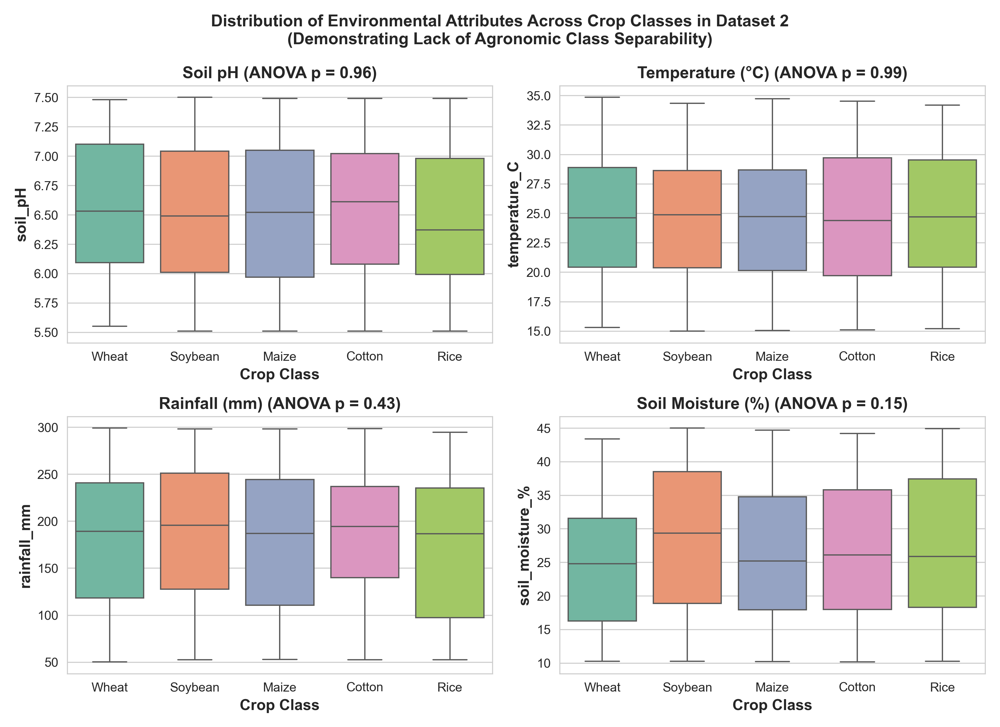 Distribution of Environmental Attributes Across Crop Classes in Dataset 2
(Demonstrating Lack of Agronomic Class Separability)
Soil pH (ANOVA p = 0.96)
soil_pH
7.50
7.25
7.00
6.75
6.50
6.25
6.00
5.75
5.50
Wheat Soybean Maize Cotton Rice
Crop Class
Temperature (°C) (ANOVA p = 0.99)
temperature_C
35.0
32.5
30.0
27.5
25.0
22.5
20.0
17.5
15.0
Wheat Soybean Maize Cotton Rice
Crop Class
Rainfall (mm) (ANOVA p = 0.43)
rainfall_mm
300
250
200
150
100
50
Wheat Soybean Maize Cotton Rice
Crop Class
Soil Moisture (%) (ANOVA p = 0.15)
soil_moisture_%
45
40
35
30
25
20
15
10
Wheat Soybean Maize Cotton Rice
Crop Class